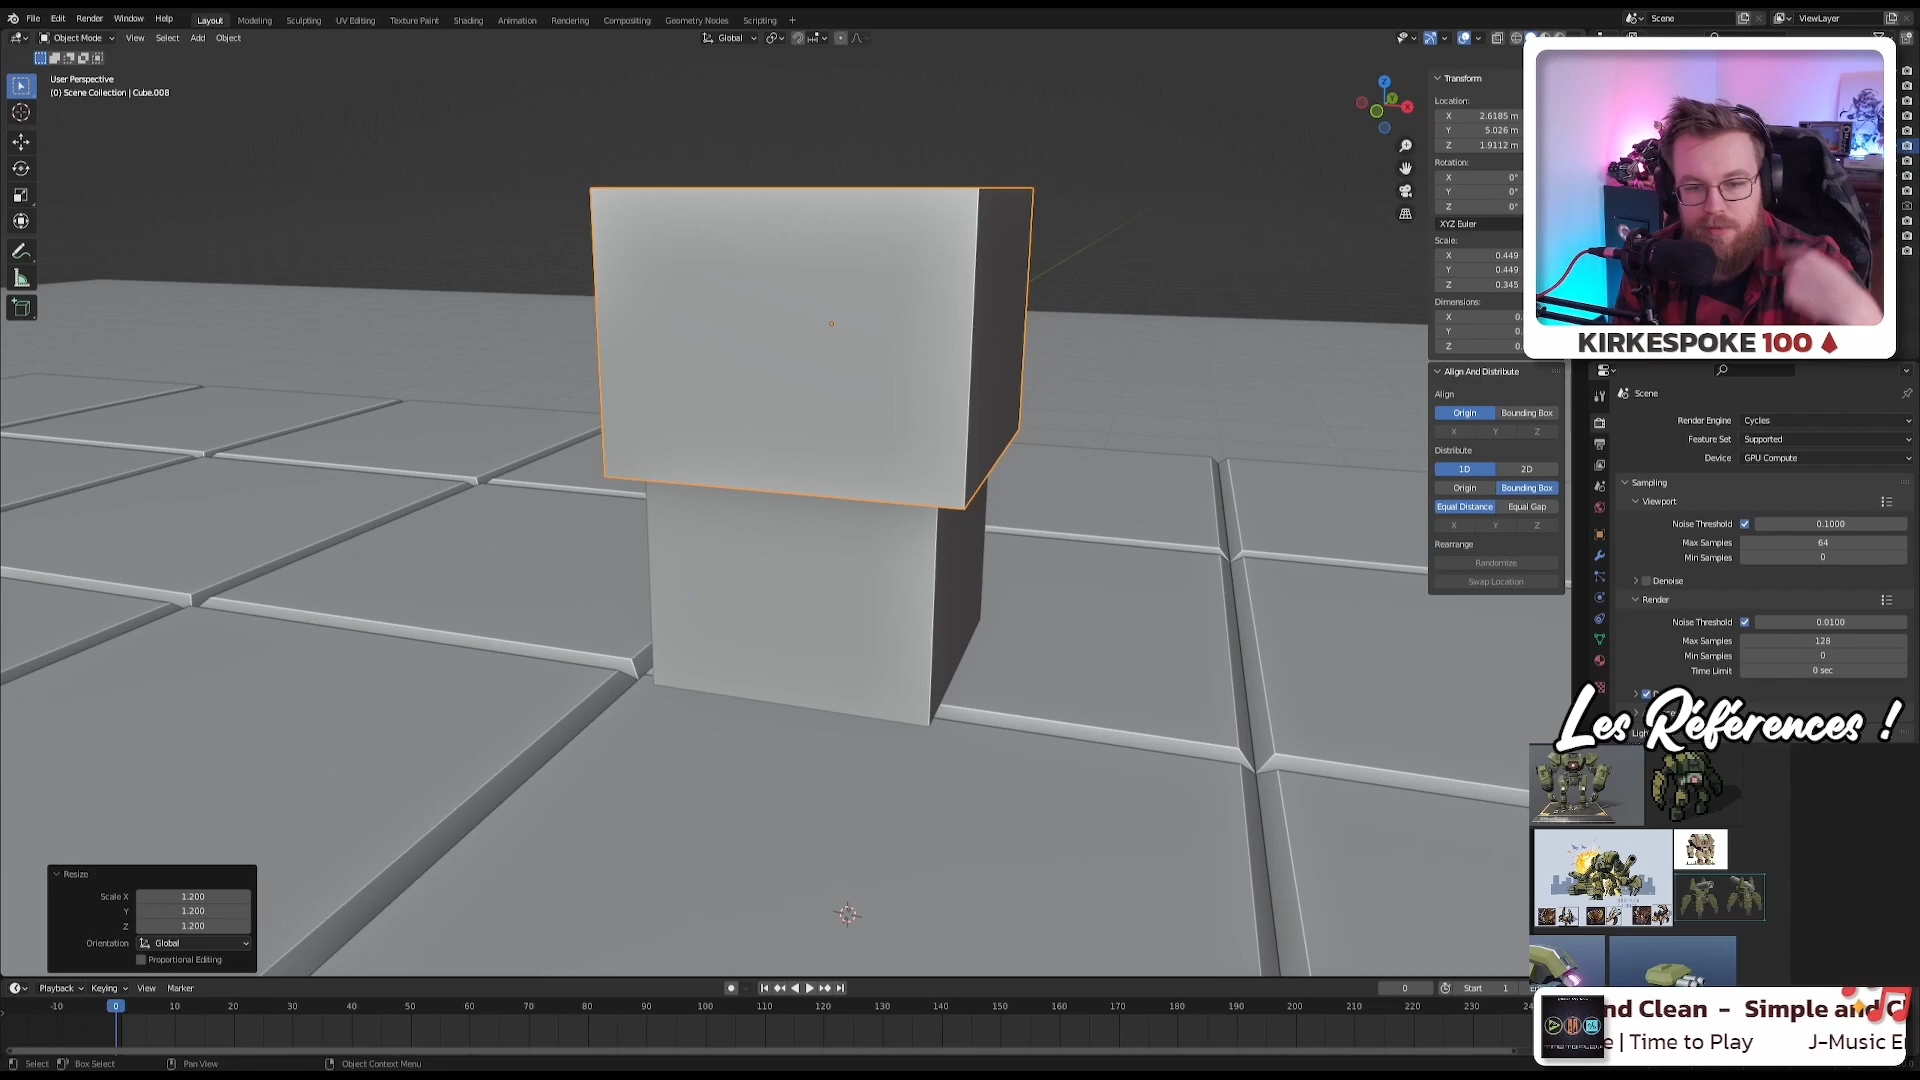 File Edit Render Window Help Layout Modeling Sculpting UV Editing Texture Paint Shading Animation Rendering Compositing Geometry Nodes Scripting + Scene ViewLayer
Object Mode View Select Add Object Global
User Perspective
(0) Scene Collection | Cube.008
Z
Y
X
Transform
Location:
X 2.6185 m
Y 5.026 m
Z 1.9112 m
Rotation:
X 0°
Y 0°
Z 0°
XYZ Euler
Scale:
X 0.449
Y 0.449
Z 0.345
Dimensions:
X 0.
Y 0.
Z 0.
KIRKESPOKE 100
Align And Distribute
Align
Origin Bounding Box
X Y Z
Distribute
1D 2D
Origin Bounding Box
Equal Distance Equal Gap
X Y Z
Rearrange
Randomize
Swap Location
Scene
Render Engine Cycles
Feature Set Supported
Device GPU Compute
Sampling
Viewport
Noise Threshold 0.1000
Max Samples 64
Min Samples 0
Denoise
Render
Noise Threshold 0.0100
Max Samples 128
Min Samples 0
Time Limit 0 sec
Les Références !
Resize
Scale X 1.200
Y 1.200
Z 1.200
Orientation Global
Proportional Editing
Playback Keying View Marker 0 Start 1
-10 0 10 20 30 40 50 60 70 80 90 100 110 120 130 140 150 160 170 180 190 200 210 220 230
nd Clean - Simple and C
e | Time to Play J-Music E
Select Box Select Pan View Object Context Menu